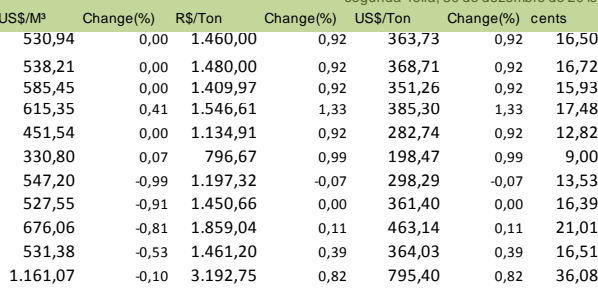 US$/M³ Change(%) R$/Ton Change(%) US$/Ton Change(%) cents
530,94 0,00 1.460,00 0,92 363,73 0,92 16,50
538,21 0,00 1.480,00 0,92 368,71 0,92 16,72
585,45 0,00 1.409,97 0,92 351,26 0,92 15,93
615,35 0,41 1.546,61 1,33 385,30 1,33 17,48
451,54 0,00 1.134,91 0,92 282,74 0,92 12,82
330,80 0,07 796,67 0,99 198,47 0,99 9,00
547,20 -0,99 1.197,32 -0,07 298,29 -0,07 13,53
527,55 -0,91 1.450,66 0,00 361,40 0,00 16,39
676,06 -0,81 1.859,04 0,11 463,14 0,11 21,01
531,38 -0,53 1.461,20 0,39 364,03 0,39 16,51
1.161,07 -0,10 3.192,75 0,82 795,40 0,82 36,08